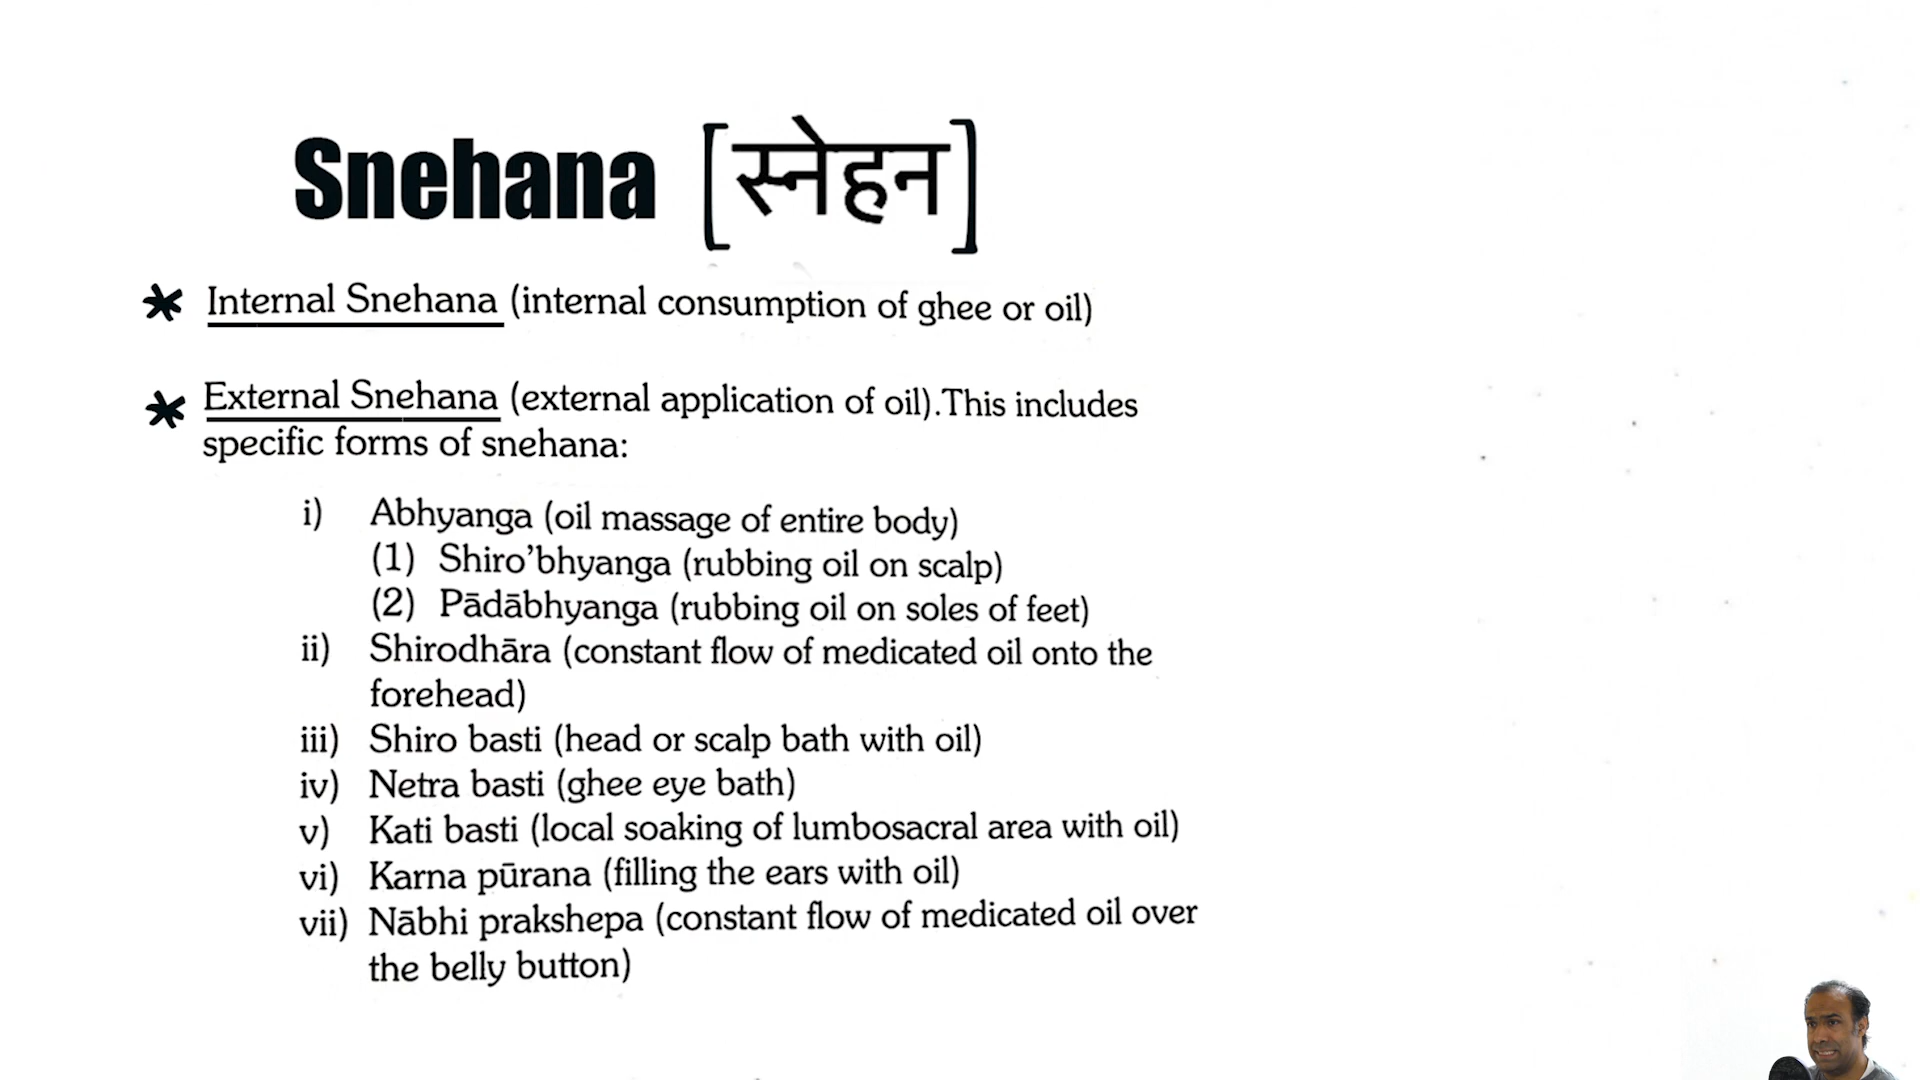 Snehana [स्नेहन]
* Internal Snehana (internal consumption of ghee or oil)
* External Snehana (external application of oil).This includes
specific forms of snehana:
i) Abhyanga (oil massage of entire body)
(1) Shiro’bhyanga (rubbing oil on scalp)
(2) Pādābhyanga (rubbing oil on soles of feet)
ii) Shirodhāra (constant flow of medicated oil onto the
forehead)
iii) Shiro basti (head or scalp bath with oil)
iv) Netra basti (ghee eye bath)
v) Kati basti (local soaking of lumbosacral area with oil)
vi) Karna pūrana (filling the ears with oil)
vii) Nābhi prakshepa (constant flow of medicated oil over
the belly button)